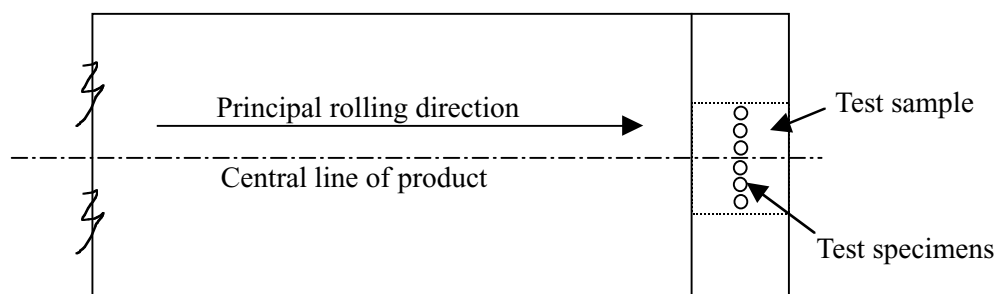 Principal rolling direction
Test sample
Central line of product
Test specimens